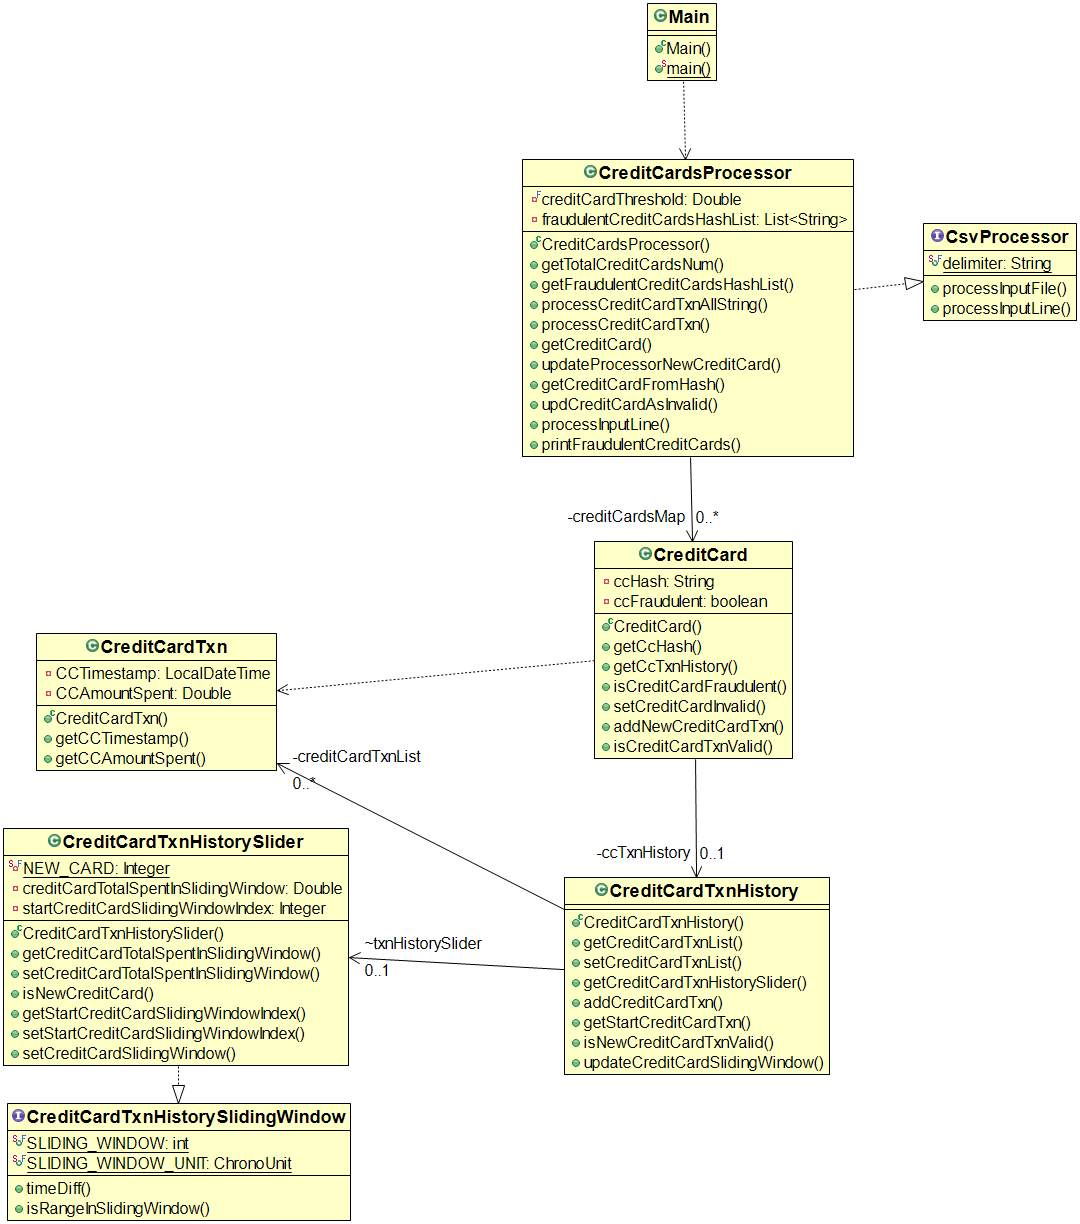 Main
Main()
main()
CreditCardsProcessor
creditCardThreshold: Double
fraudulentCreditCardsHashList: List<String>
CreditCardsProcessor()
getTotalCreditCardsNum()
getFraudulentCreditCardsHashList()
processCreditCardTxnAllString()
processCreditCardTxn()
getCreditCard()
updateProcessorNewCreditCard()
getCreditCardFromHash()
updCreditCardAsInvalid()
processInputLine()
printFraudulentCreditCards()
CsvProcessor
delimiter: String
processInputFile()
processInputLine()
-creditCardsMap 0..*
CreditCard
ccHash: String
ccFraudulent: boolean
CreditCard()
getCcHash()
getCcTxnHistory()
isCreditCardFraudulent()
setCreditCardInvalid()
addNewCreditCardTxn()
isCreditCardTxnValid()
CreditCardTxn
CCTimestamp: LocalDateTime
CCAmountSpent: Double
CreditCardTxn()
getCCTimestamp()
getCCAmountSpent()
-creditCardTxnList
0..*
-ccTxnHistory 0..1
CreditCardTxnHistorySlider
NEW_CARD: Integer
creditCardTotalSpentInSlidingWindow: Double
startCreditCardSlidingWindowIndex: Integer
CreditCardTxnHistorySlider()
getCreditCardTotalSpentInSlidingWindow()
setCreditCardTotalSpentInSlidingWindow()
isNewCreditCard()
getStartCreditCardSlidingWindowIndex()
setStartCreditCardSlidingWindowIndex()
setCreditCardSlidingWindow()
~txnHistorySlider
0..1
CreditCardTxnHistory
CreditCardTxnHistory()
getCreditCardTxnList()
setCreditCardTxnList()
getCreditCardTxnHistorySlider()
addCreditCardTxn()
getStartCreditCardTxn()
isNewCreditCardTxnValid()
updateCreditCardSlidingWindow()
CreditCardTxnHistorySlidingWindow
SLIDING_WINDOW: int
SLIDING_WINDOW_UNIT: ChronoUnit
timeDiff()
isRangeInSlidingWindow()